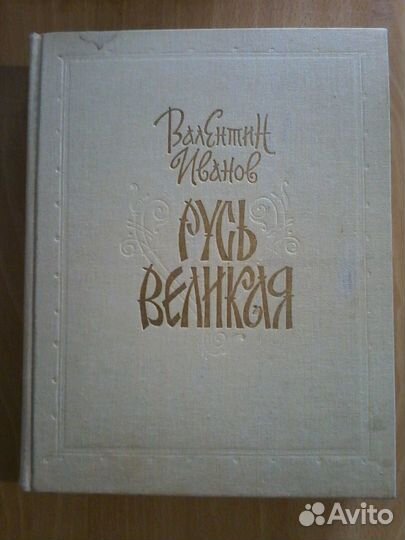 Валентин
Иванов
Русь
Великая
Avito